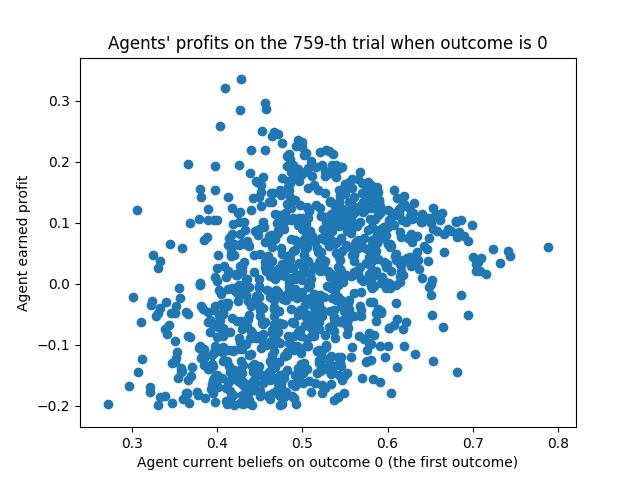 Agents' profits on the 759-th trial when outcome is 0
0.3
0.2
0.1
0.0
−0.1
−0.2
Agent earned profit
0.3 0.4 0.5 0.6 0.7 0.8
Agent current beliefs on outcome 0 (the first outcome)